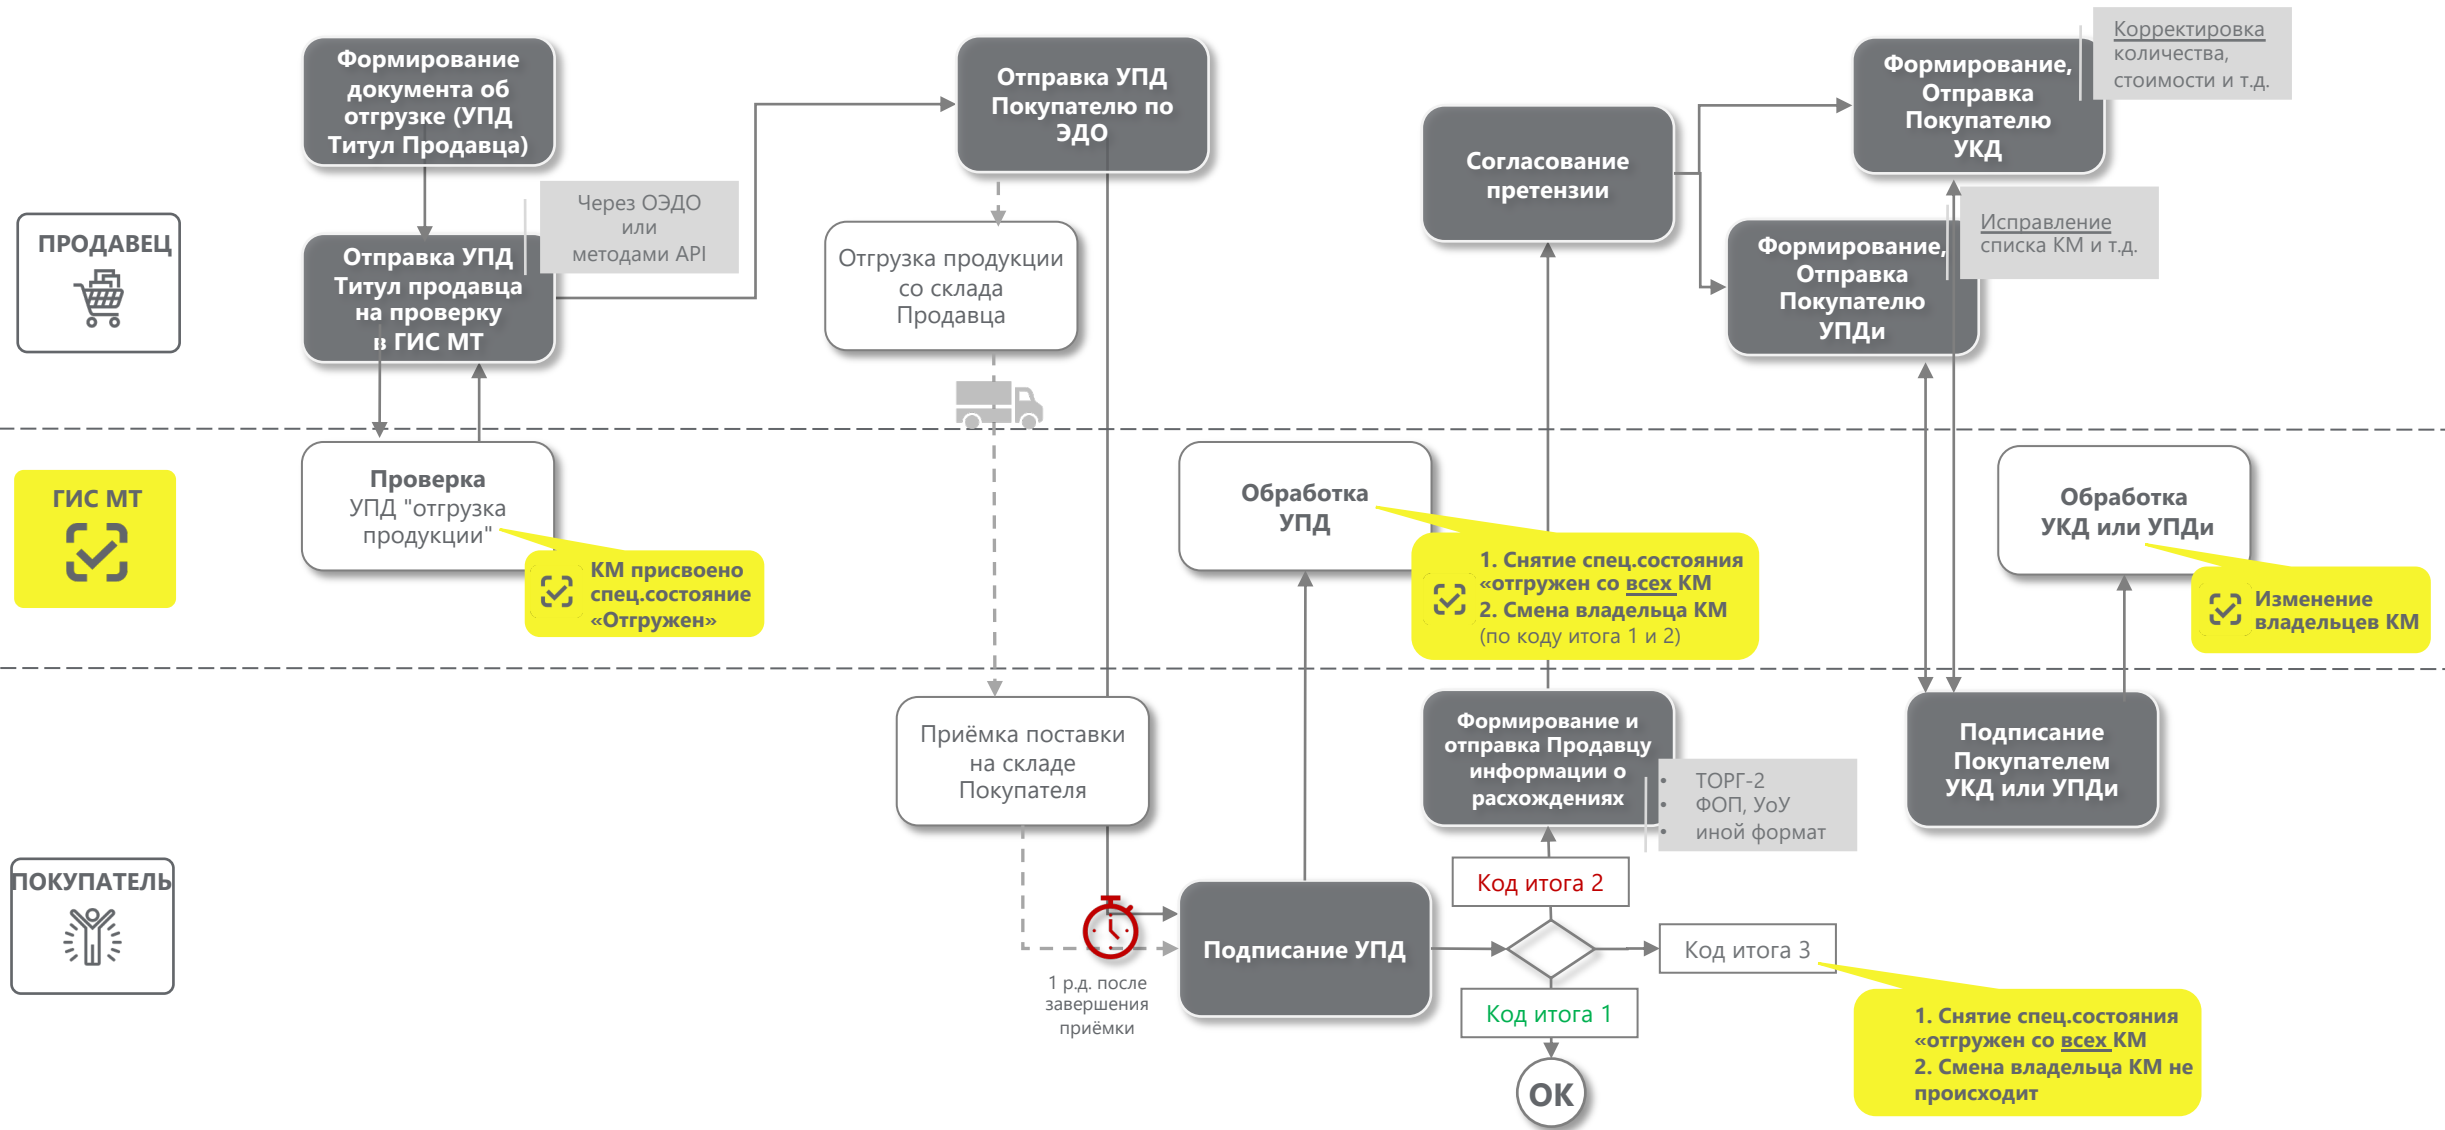 Формирование
документа об
отгрузке (УПД
Титул Продавца)
Отправка УПД
Покупателю по
ЭДО
Формирование,
Отправка
Покупателю
УКД
Корректировка
количества,
стоимости и т.д.
Согласование
претензии
Через ОЭДО
или
методами API
ПРОДАВЕЦ
Отправка УПД
Титул продавца
на проверку
в ГИС МТ
Отгрузка продукции
со склада
Продавца
Формирование,
Отправка
Покупателю
УПДи
Исправление
списка КМ и т.д.
ГИС МТ
Проверка
УПД "отгрузка
продукции"
КМ присвоено
спец.состояние
«Отгружен»
Обработка
УПД
1. Снятие спец.состояния
«отгружен со всех КМ
2. Смена владельца КМ
(по коду итога 1 и 2)
Обработка
УКД или УПДи
Изменение
владельцев КМ
Приёмка поставки
на складе
Покупателя
Формирование и
отправка Продавцу
информации о
расхождениях
• ТОРГ-2
• ФОП, УоУ
• иной формат
Подписание
Покупателем
УКД или УПДи
ПОКУПАТЕЛЬ
1 р.д. после
завершения
приёмки
Подписание УПД
Код итога 2
Код итога 3
Код итога 1
ОК
1. Снятие спец.состояния
«отгружен со всех КМ
2. Смена владельца КМ не
происходит